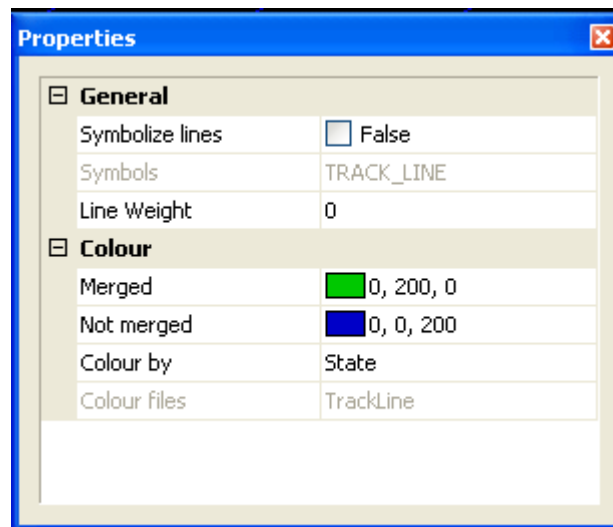 Properties
General
Symbolize lines False
Symbols TRACK_LINE
Line Weight 0
Colour
Merged 0, 200, 0
Not merged 0, 0, 200
Colour by State
Colour files TrackLine